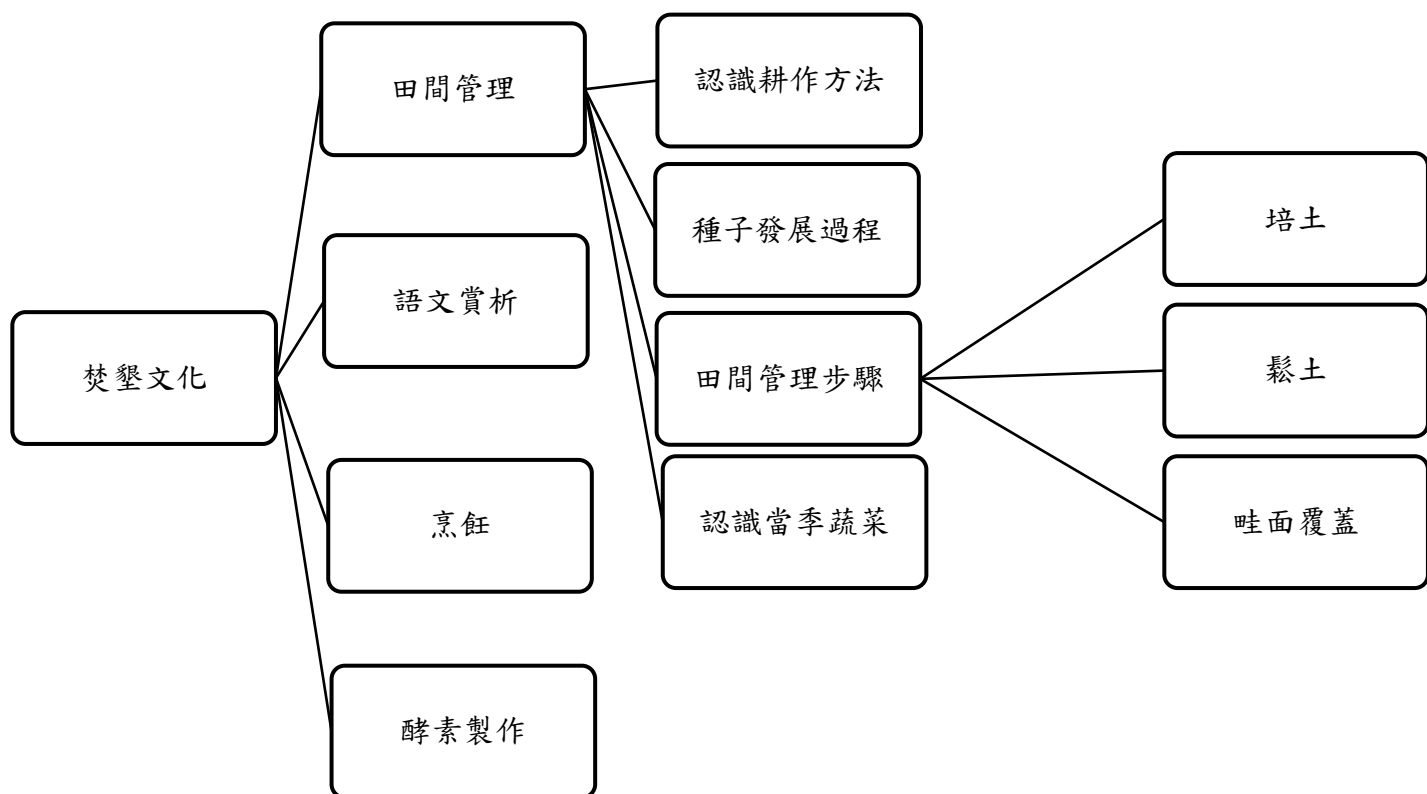 焚墾文化
田間管理
語文賞析
烹飪
酵素製作
認識耕作方法
種子發展過程
田間管理步驟
認識當季蔬菜
培土
鬆土
畦面覆蓋